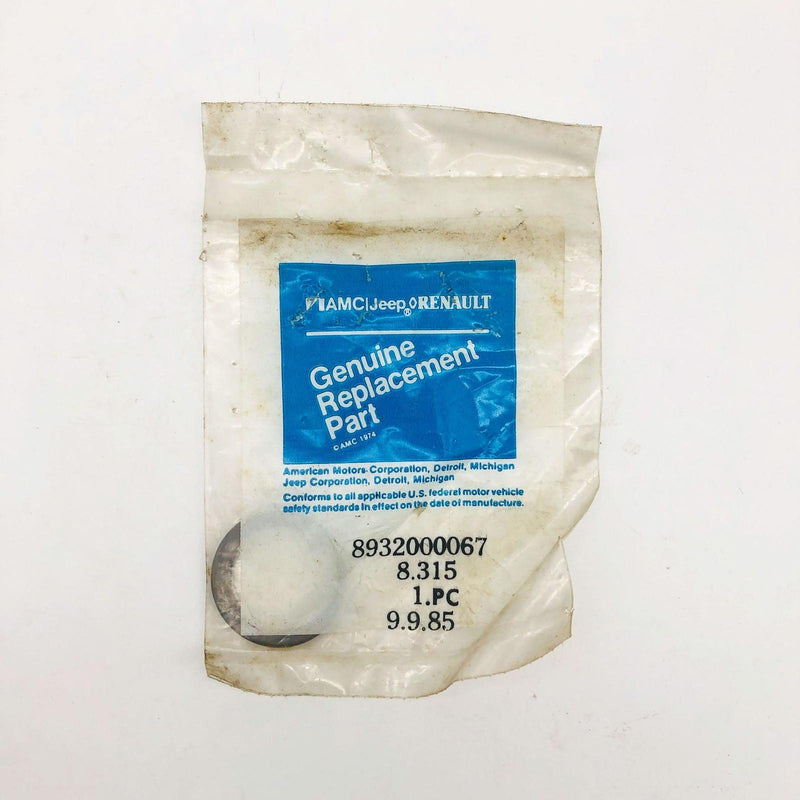 AMC|Jeep®◊RENAULT
Genuine
Replacement
Part
© AMC 1974
American Motors Corporation, Detroit, Michigan
Jeep Corporation, Detroit, Michigan
Conforms to all applicable U.S. federal motor vehicle
safety standards in effect on the date of manufacture.
8932000067
8.315
1.PC
9.9.85